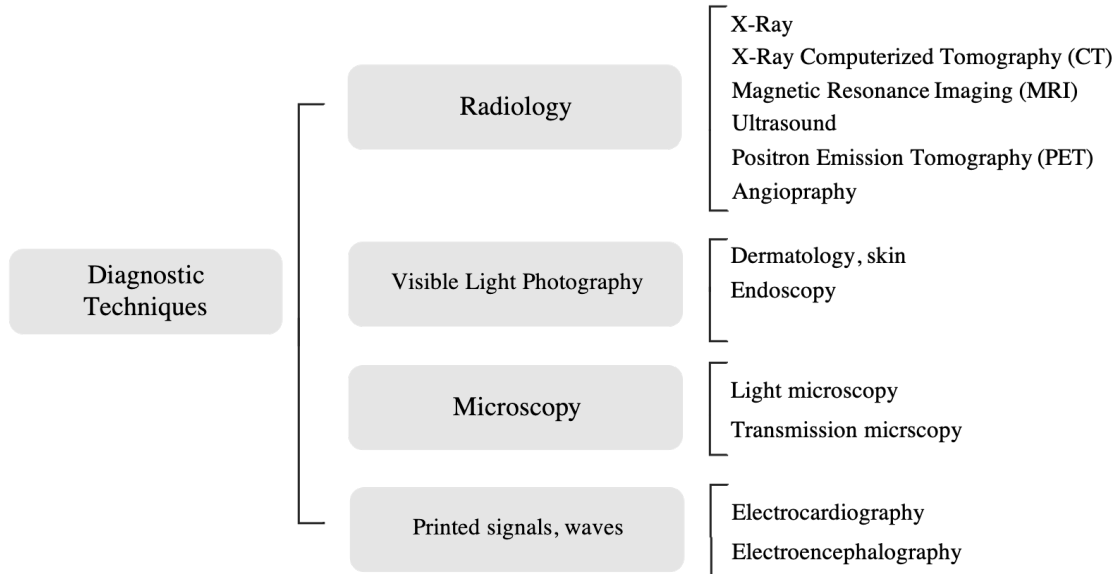 Diagnostic
Techniques
Radiology
X-Ray
X-Ray Computerized Tomography (CT)
Magnetic Resonance Imaging (MRI)
Ultrasound
Positron Emission Tomography (PET)
Angiopraphy
Visible Light Photography
Dermatology, skin
Endoscopy
Microscopy
Light microscopy
Transmission micrscopy
Printed signals, waves
Electrocardiography
Electroencephalography